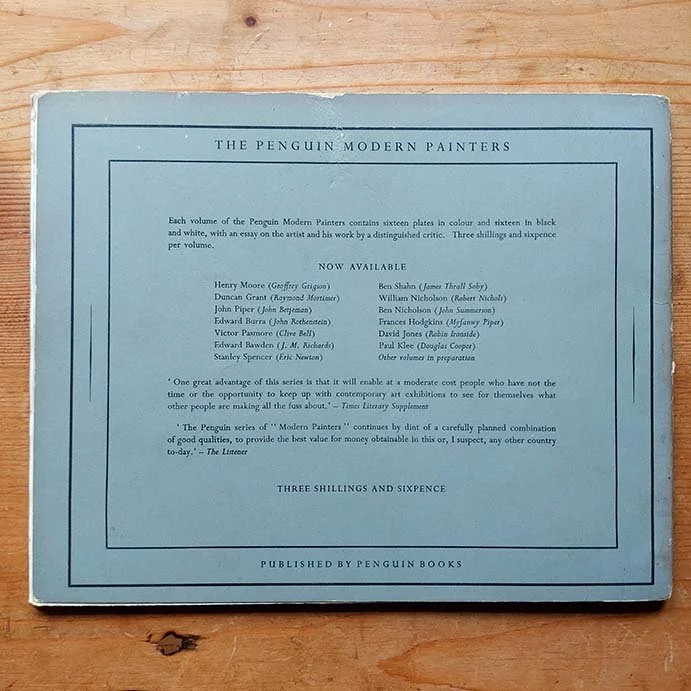 THE PENGUIN MODERN PAINTERS
Each volume of the Penguin Modern Painters contains sixteen plates in colour and sixteen in black
and white, with an essay on the artist and his work by a distinguished critic. Three shillings and sixpence
per volume.
NOW AVAILABLE
Henry Moore (Geoffrey Grigson)
Duncan Grant (Raymond Mortimer)
John Piper (John Betjeman)
Edward Burra (John Rothenstein)
Victor Pasmore (Clive Bell)
Edward Bawden (J. M. Richards)
Stanley Spencer (Eric Newton)
Ben Shahn (James Thrall Soby)
William Nicholson (Robert Nichols)
Ben Nicholson (John Summerson)
Frances Hodgkins (Myfanwy Piper)
David Jones (Robin Ironside)
Paul Klee (Douglas Cooper)
Other volumes in preparation
' One great advantage of this series is that it will enable at a moderate cost people who have not the
time or the opportunity to keep up with contemporary art exhibitions to see for themselves what
other people are making all the fuss about.' – Times Literary Supplement
' The Penguin series of " Modern Painters " continues by dint of a carefully planned combination
of good qualities, to provide the best value for money obtainable in this or, I suspect, any other country
to-day.' – The Listener
THREE SHILLINGS AND SIXPENCE
PUBLISHED BY PENGUIN BOOKS